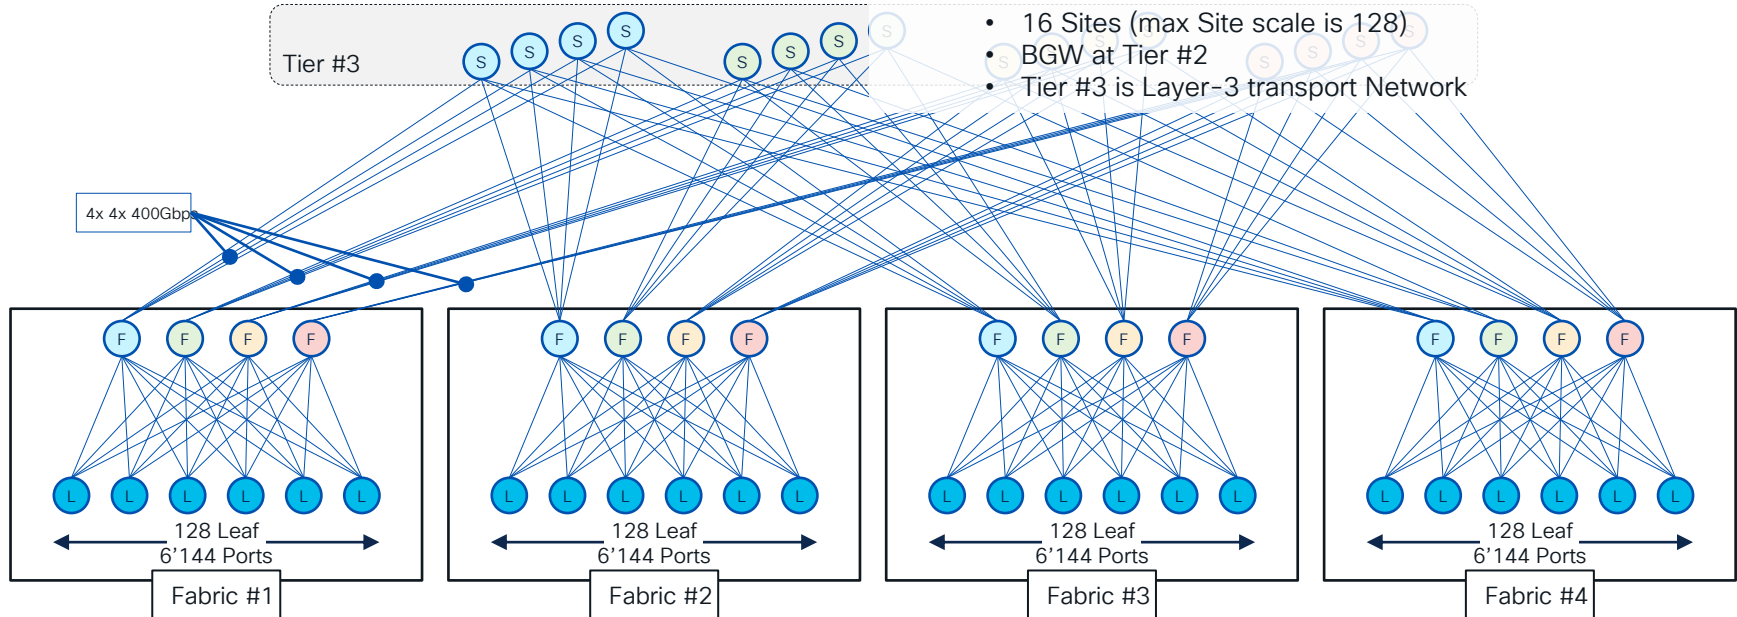 • 16 Sites (max Site scale is 128)
• BGW at Tier #2
• Tier #3 is Layer-3 transport Network
Tier #3
S S S S S S S S S S S S S S S S
4x 4x 400Gbps
F F F F F F F F F F F F F F F F
L L L L L L L L L L L L L L L L L L L L L L L L
128 Leaf 128 Leaf 128 Leaf 128 Leaf
6’144 Ports 6’144 Ports 6’144 Ports 6’144 Ports
Fabric #1 Fabric #2 Fabric #3 Fabric #4